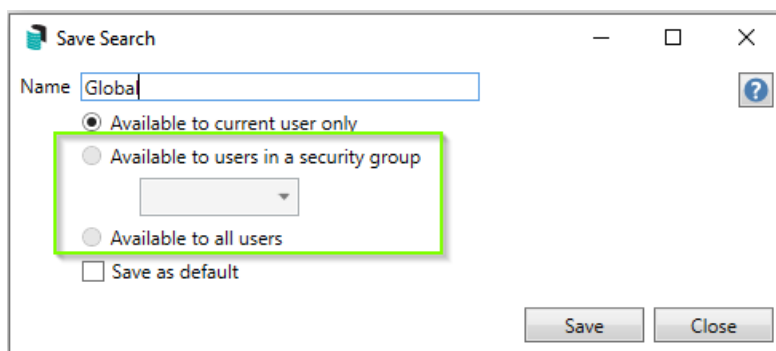 Save Search
Name Global
Available to current user only
Available to users in a security group
Available to all users
Save as default
Save Close